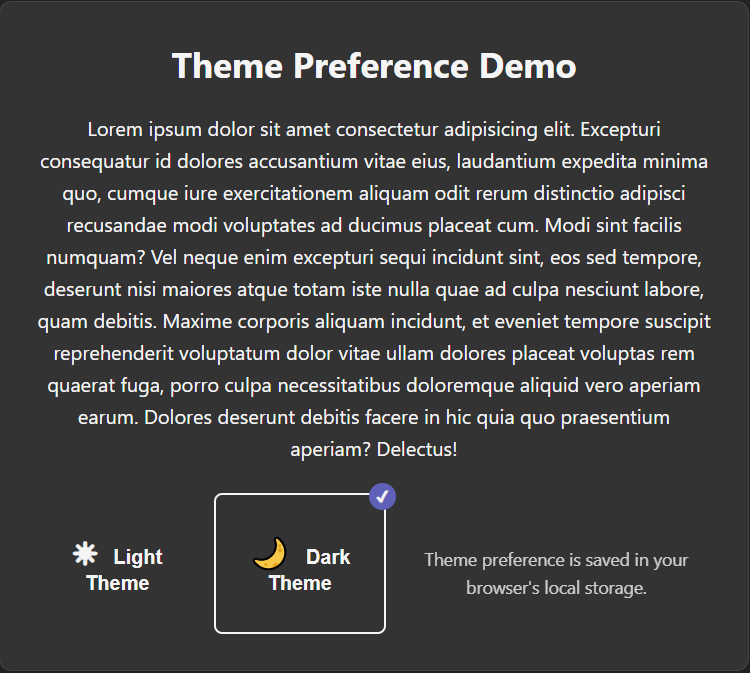 Theme Preference Demo
Lorem ipsum dolor sit amet consectetur adipisicing elit. Excepturi
consequatur id dolores accusantium vitae eius, laudantium expedita minima
quo, cumque iure exercitationem aliquam odit rerum distinctio adipisci
recusandae modi voluptates ad ducimus placeat cum. Modi sint facilis
numquam? Vel neque enim excepturi sequi incidunt sint, eos sed tempore,
deserunt nisi maiores atque totam iste nulla quae ad culpa nesciunt labore,
quam debitis. Maxime corporis aliquam incidunt, et eveniet tempore suscipit
reprehenderit voluptatum dolor vitae ullam dolores placeat voluptas rem
quaerat fuga, porro culpa necessitatibus doloremque aliquid vero aperiam
earum. Dolores deserunt debitis facere in hic quia quo praesentium
aperiam? Delectus!
Light
Theme
Dark
Theme
Theme preference is saved in your
browser's local storage.